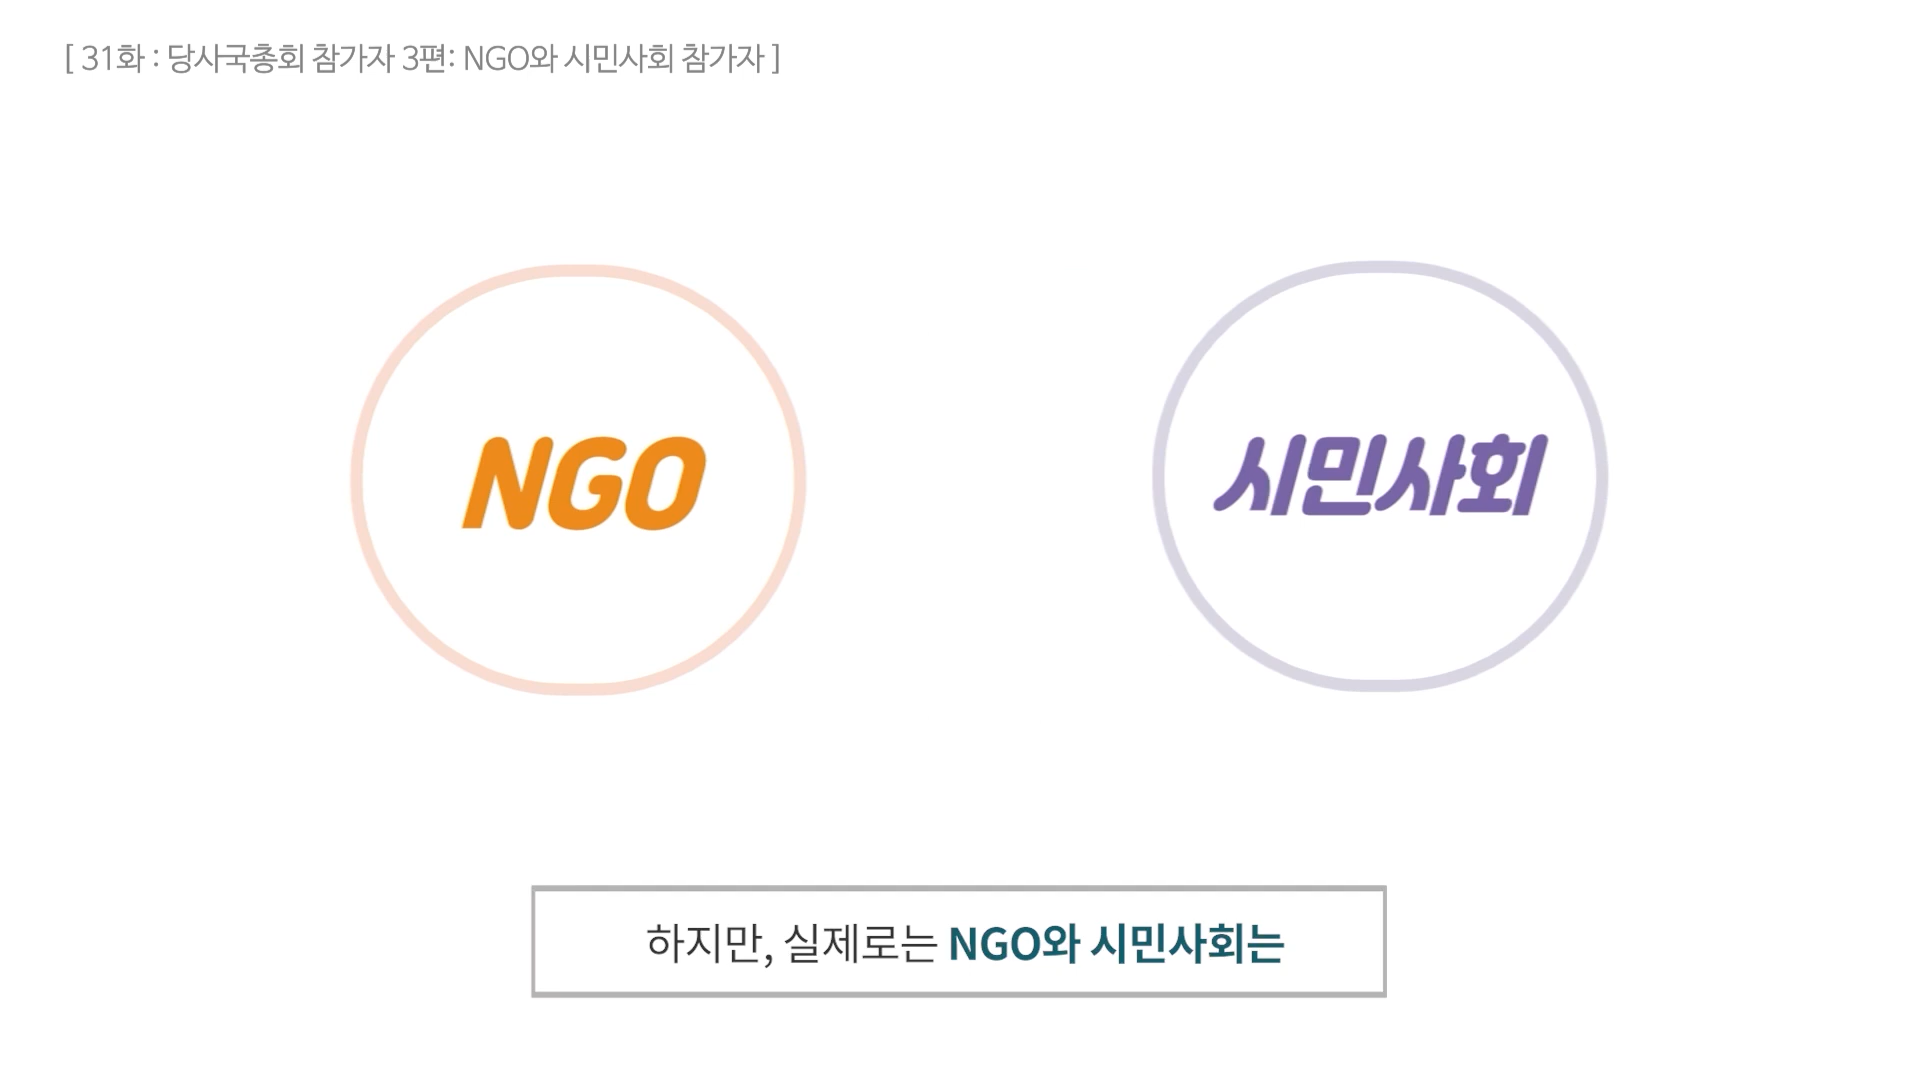 [ 31화 : 당사국총회 참가자 3편: NGO와 시민사회 참가자 ]
NGO
시민사회
하지만, 실제로는 NGO와 시민사회는